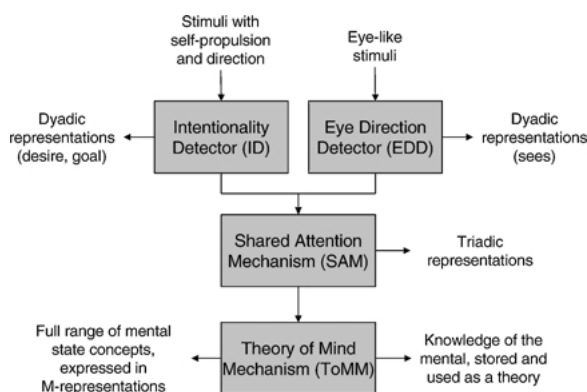 Stimuli with
self-propulsion
and direction
Eye-like
stimuli
Dyadic
representations
(desire, goal)
Intentionality
Detector (ID)
Eye Direction
Detector (EDD)
Dyadic
representations
(sees)
Shared Attention
Mechanism (SAM)
Triadic
representations
Full range of mental
state concepts,
expressed in
M-representations
Theory of Mind
Mechanism (ToMM)
Knowledge of the
mental, stored and
used as a theory